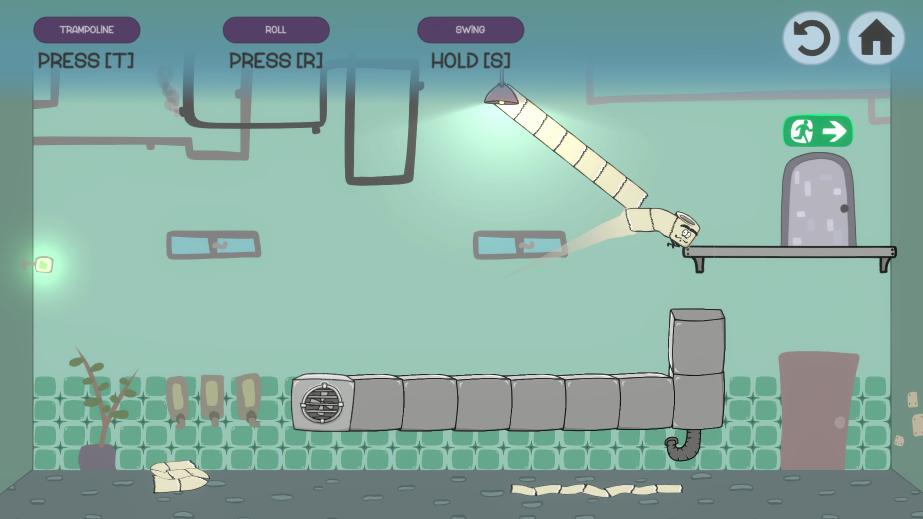 TRAMPOLINE
ROLL
SWING
PRESS [T]
PRESS [R]
HOLD [S]